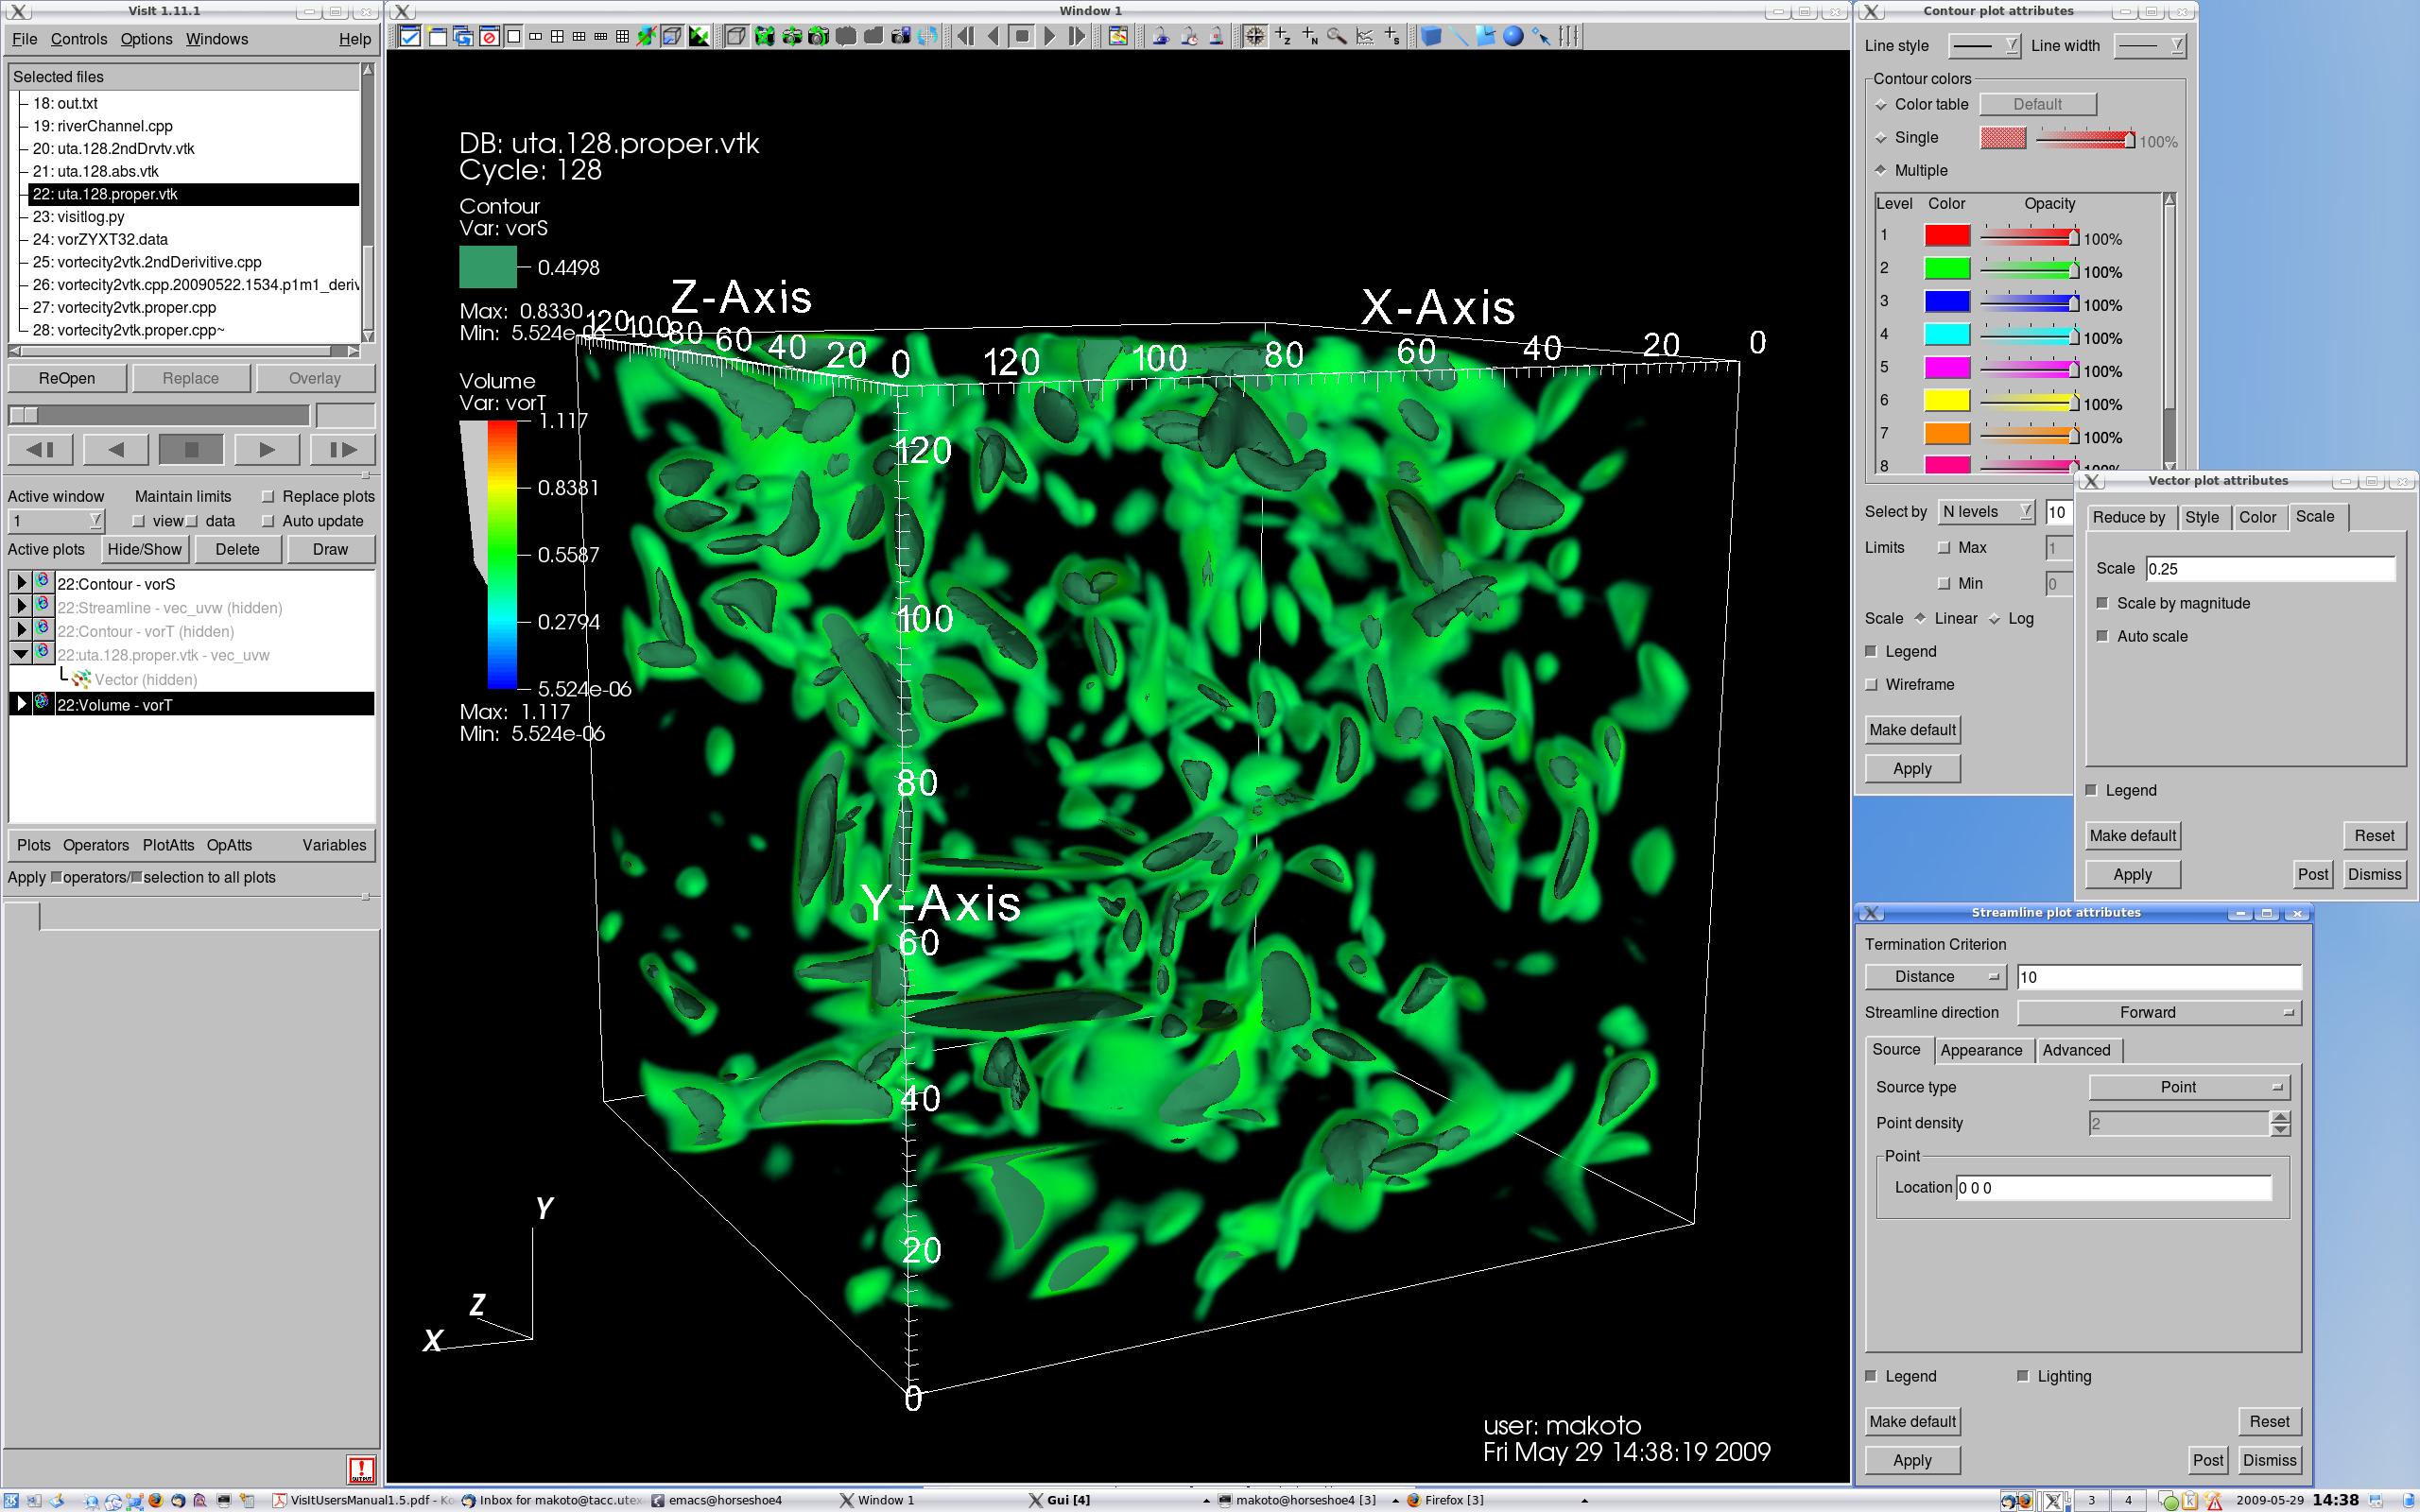 VisIt 1.11.1
File Controls Options Windows Help
Selected files
18: out.txt
19: riverChannel.cpp
20: uta.128.2ndDrvtv.vtk
21: uta.128.abs.vtk
22: uta.128.proper.vtk
23: visitlog.py
24: vorZYXT32.data
25: vortecity2vtk.2ndDerivitive.cpp
26: vortecity2vtk.cpp.20090522.1534.p1m1_deriv
27: vortecity2vtk.proper.cpp
28: vortecity2vtk.proper.cpp~
ReOpen Replace Overlay
Active window Maintain limits Replace plots
1 view data Auto update
Active plots Hide/Show Delete Draw
22:Contour - vorS
22:Streamline - vec_uvw (hidden)
22:Contour - vorT (hidden)
22:uta.128.proper.vtk - vec_uvw
Vector (hidden)
22:Volume - vorT
Plots Operators PlotAtts OpAtts Variables
Apply operators/ selection to all plots
Window 1
DB: uta.128.proper.vtk
Cycle: 128
Contour
Var: vorS
0.4498
Max: 0.8330
Min: 5.524e-06
Volume
Var: vorT
1.117
0.8381
0.5587
0.2794
5.524e-06
Max: 1.117
Min: 5.524e-06
Z-Axis
120 100 80 60 40 20 0
X-Axis
120 100 80 60 40 20 0
120
100
80
Y-Axis
60
40
20
0
Y
Z
X
user: makoto
Fri May 29 14:38:19 2009
Contour plot attributes
Line style Line width
Contour colors
Color table Default
Single 100%
Multiple
Level Color Opacity
1 100%
2 100%
3 100%
4 100%
5 100%
6 100%
7 100%
8 100%
Select by N levels 10
Limits Max 1
Min 0
Scale Linear Log
Legend
Wireframe
Make default
Apply
Vector plot attributes
Reduce by Style Color Scale
Scale 0.25
Scale by magnitude
Auto scale
Legend
Make default Reset
Apply Post Dismiss
Streamline plot attributes
Termination Criterion
Distance 10
Streamline direction Forward
Source Appearance Advanced
Source type Point
Point density 2
Point
Location 0 0 0
Legend Lighting
Make default Reset
Apply Post Dismiss
VisItUsersManual1.5.pdf - Inbox for makoto@tacc.utex emacs@horseshoe4 Window 1 Gui [4] makoto@horseshoe4 [3] Firefox [3] 3 4 2009-05-29 14:38